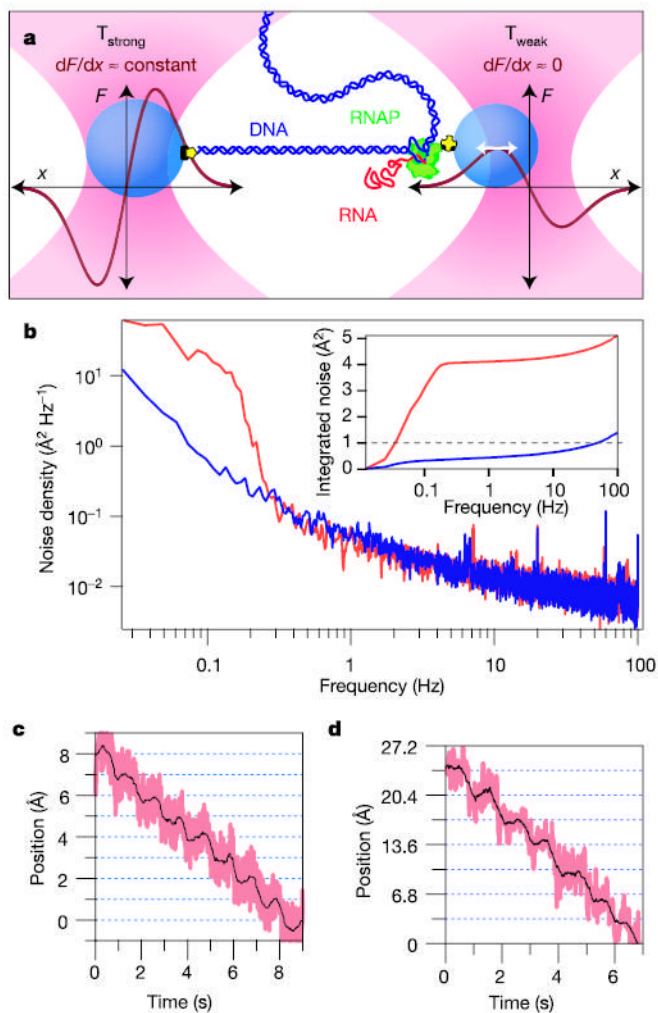 a
T strong
T weak
dF/dx ≈ constant
dF/dx ≈ 0
F
F
DNA
RNAP
RNA
x
x
b
Noise density (Å² Hz⁻¹)
10¹
10⁰
10⁻¹
10⁻²
0.1 1 10 100
Frequency (Hz)
Integrated noise (Å²)
5
4
3
2
1
0
0.1 1 10 100
Frequency (Hz)
c
Position (Å)
8
6
4
2
0
0 2 4 6 8
Time (s)
d
Position (Å)
27.2
20.4
13.6
6.8
0
0 2 4 6
Time (s)